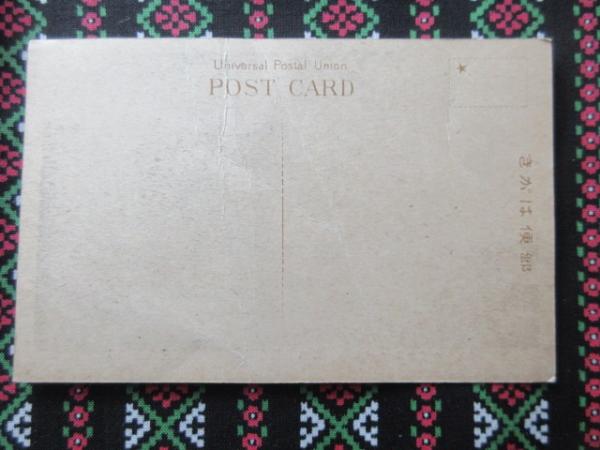 Universal Postal Union
POST CARD
きがは便郵